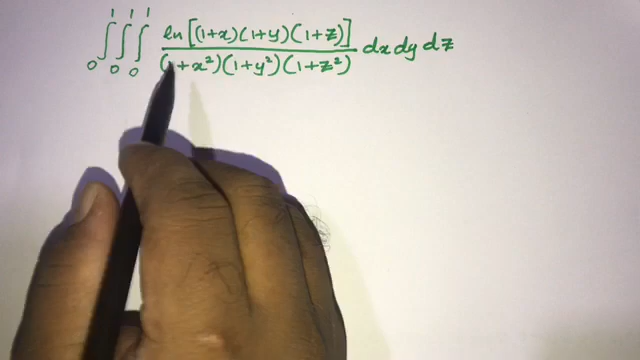 ∫₀¹ ∫₀¹ ∫₀¹ ln[(1+x)(1+y)(1+z)] / (1+x²)(1+y²)(1+z²) dx dy dz